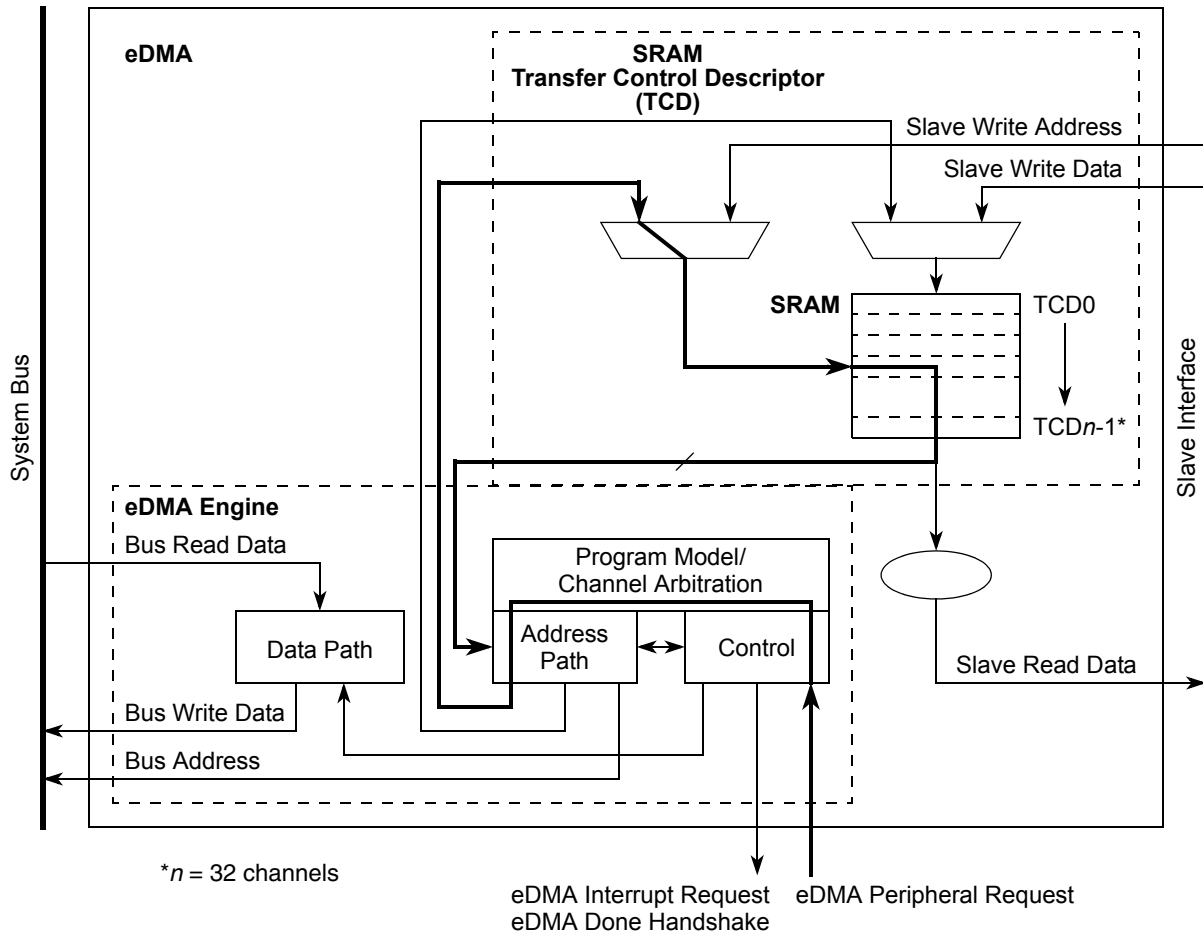 eDMA
SRAM
Transfer Control Descriptor
(TCD)
Slave Write Address
Slave Write Data
SRAM
TCD0
TCDn-1*
System Bus
Slave Interface
eDMA Engine
Bus Read Data
Program Model/
Channel Arbitration
Data Path
Address
Path
Control
Slave Read Data
Bus Write Data
Bus Address
*n = 32 channels
eDMA Interrupt Request
eDMA Done Handshake
eDMA Peripheral Request